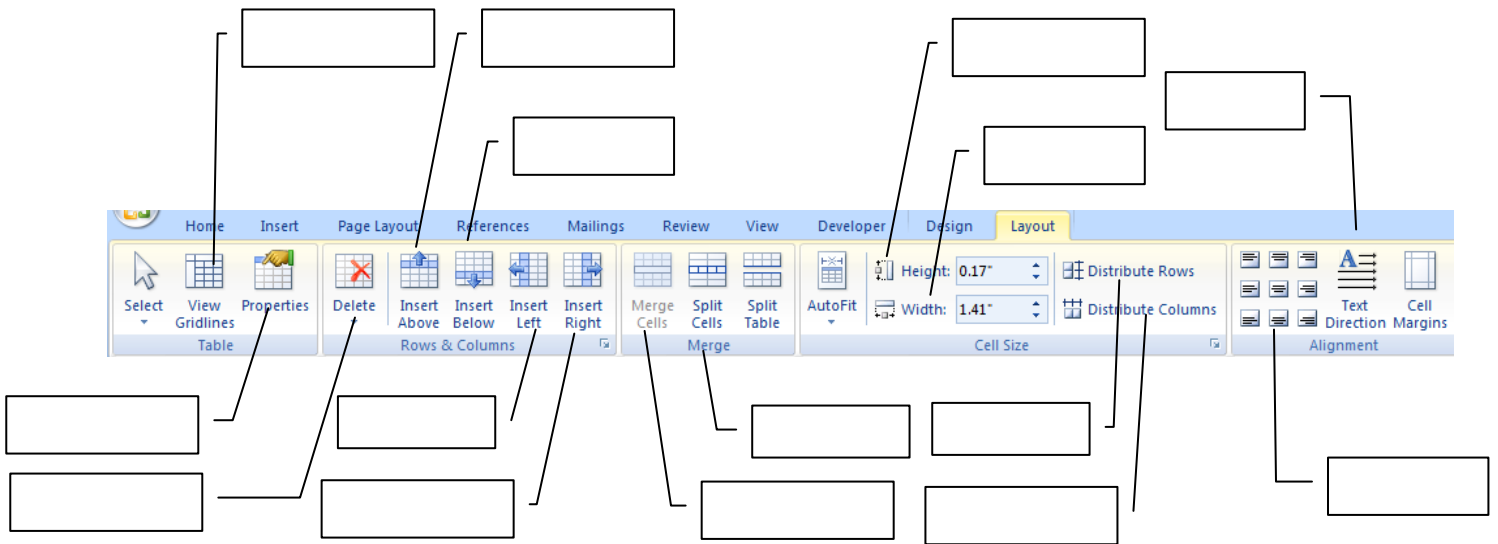 Home Insert Page Layout References Mailings Review View Developer Design Layout
Select
View Gridlines
Properties
Delete
Insert Above
Insert Below
Insert Left
Insert Right
Merge Cells
Split Cells
Split Table
AutoFit
Height: 0.17"
Width: 1.41"
Distribute Rows
Distribute Columns
A
Text Direction
Cell Margins
Table
Rows & Columns
Merge
Cell Size
Alignment